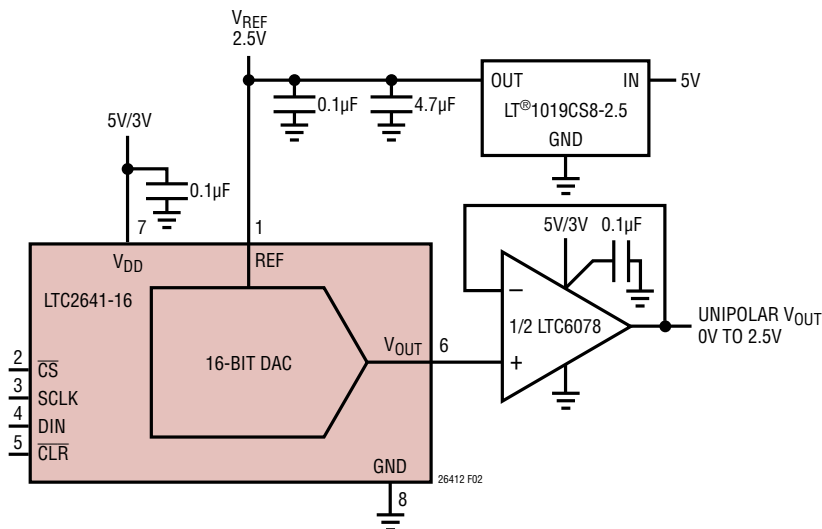 VREF
2.5V
OUT
IN
5V
LT®1019CS8-2.5
GND
0.1µF
4.7µF
5V/3V
0.1µF
7
1
VDD
REF
LTC2641-16
16-BIT DAC
VOUT
6
2
CS
3
SCLK
4
DIN
5
CLR
GND
8
26412 F02
5V/3V
0.1µF
–
1/2 LTC6078
+
UNIPOLAR VOUT
0V TO 2.5V